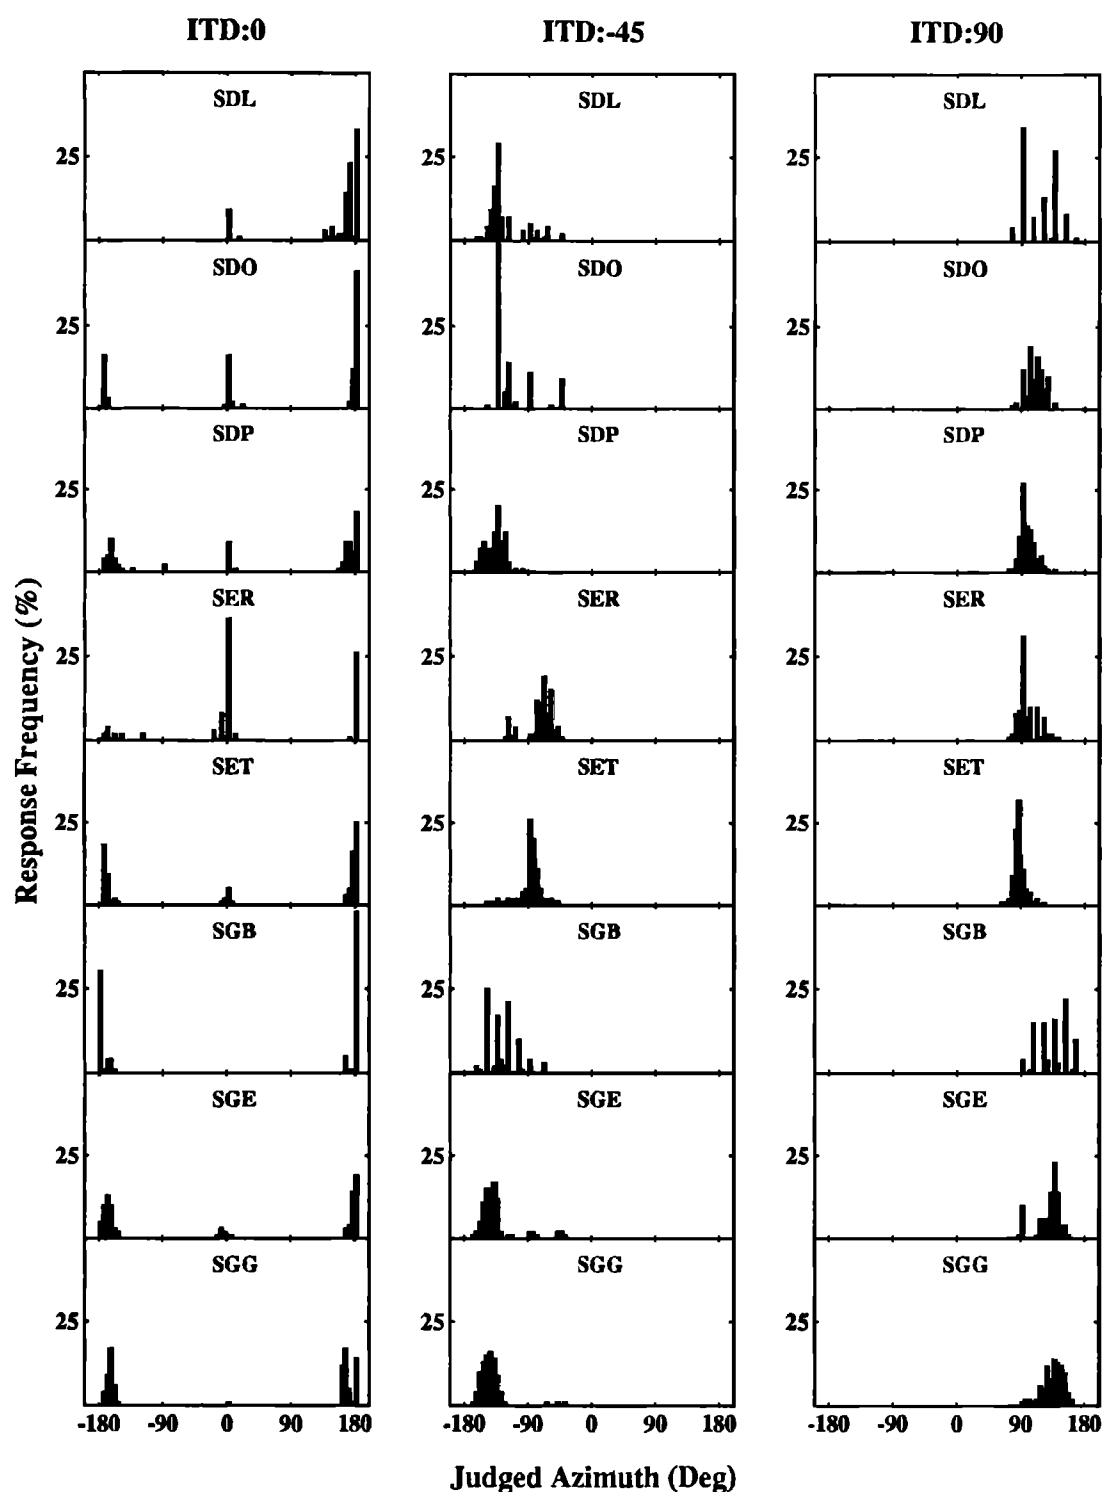 ITD:0 ITD:-45 ITD:90
SDL SDL SDL
25 25 25
SDO SDO SDO
25 25 25
SDP SDP SDP
25 25 25
SER SER SER
25 25 25
SET SET SET
25 25 25
SGB SGB SGB
25 25 25
SGE SGE SGE
25 25 25
SGG SGG SGG
25 25 25
-180 -90 0 90 180 -180 -90 0 90 180 -180 -90 0 90 180
Response Frequency (%)
Judged Azimuth (Deg)